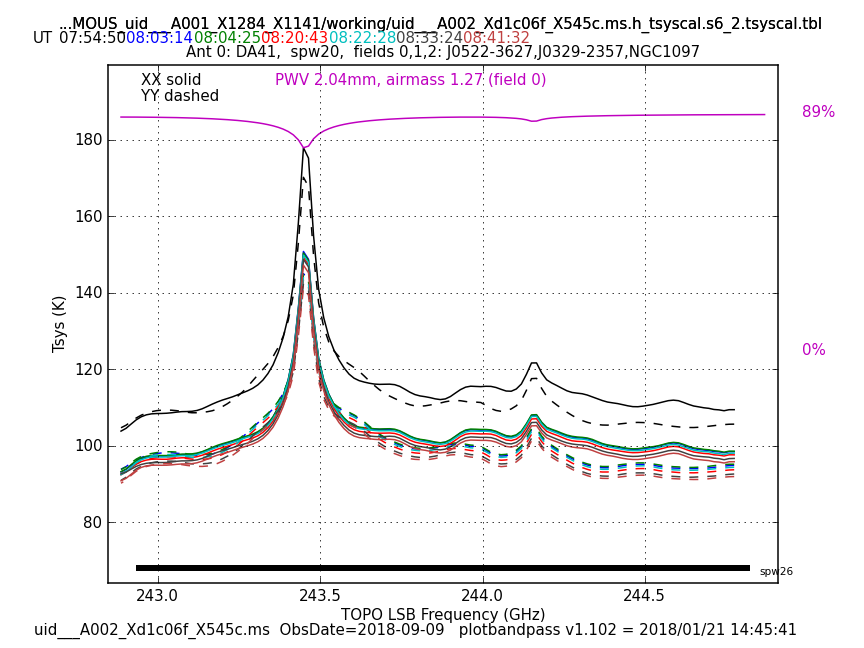 ...MOUS_uid___A001_X1284_X1141/working/uid___A002_Xd1c06f_X545c.ms.h_tsyscal.s6_2.tsyscal.tbl
UT 07:54:50 08:03:14 08:04:25 08:20:43 08:22:28 08:33:24 08:41:32
Ant 0: DA41,  spw20,  fields 0,1,2: J0522-3627,J0329-2357,NGC1097
XX solid
YY dashed
PWV 2.04mm, airmass 1.27 (field 0)
89%
0%
180
160
140
120
100
80
Tsys (K)
spw26
243.0 243.5 244.0 244.5
TOPO LSB Frequency (GHz)
uid___A002_Xd1c06f_X545c.ms  ObsDate=2018-09-09   plotbandpass v1.102 = 2018/01/21 14:45:41